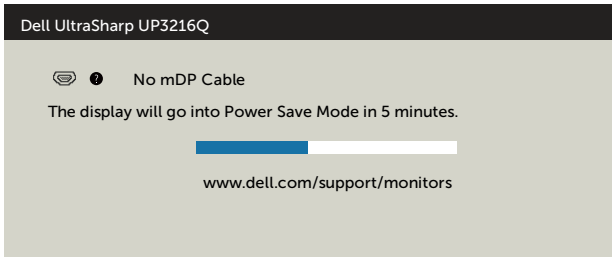 Dell UltraSharp UP3216Q
? No mDP Cable
The display will go into Power Save Mode in 5 minutes.
www.dell.com/support/monitors